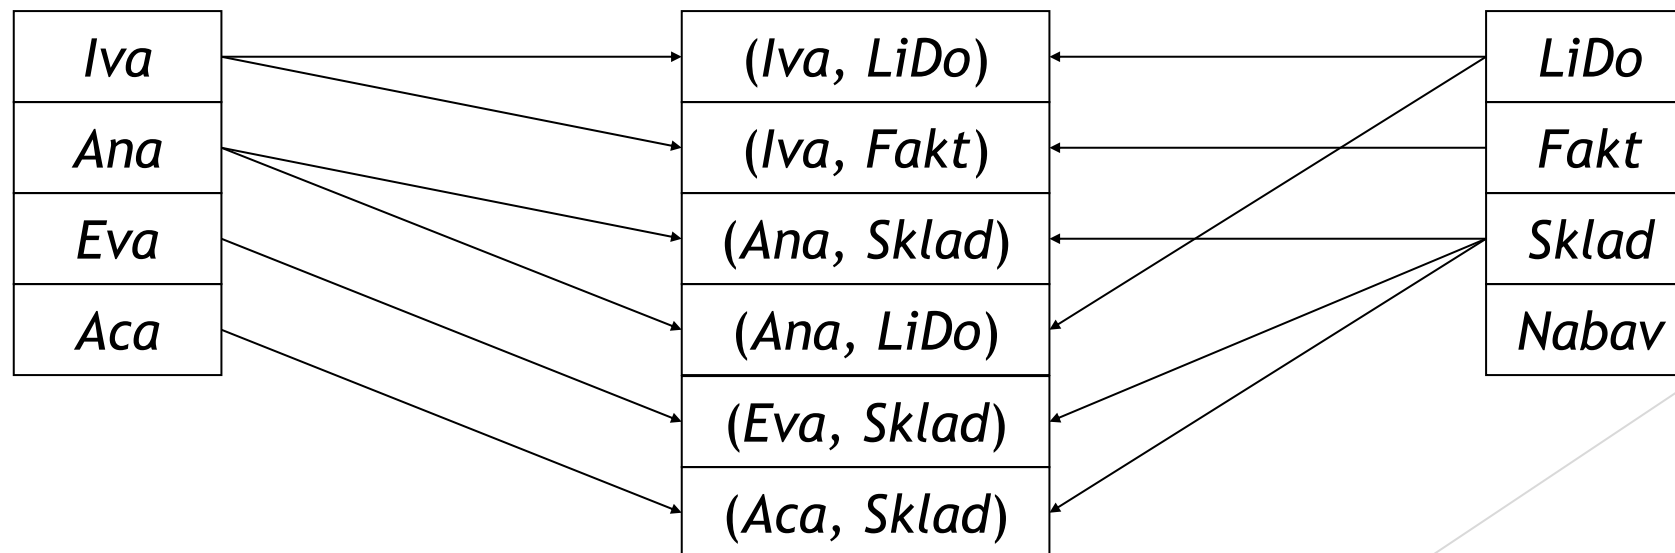 Iva
Ana
Eva
Aca
(Iva, LiDo)
(Iva, Fakt)
(Ana, Sklad)
(Ana, LiDo)
(Eva, Sklad)
(Aca, Sklad)
LiDo
Fakt
Sklad
Nabav